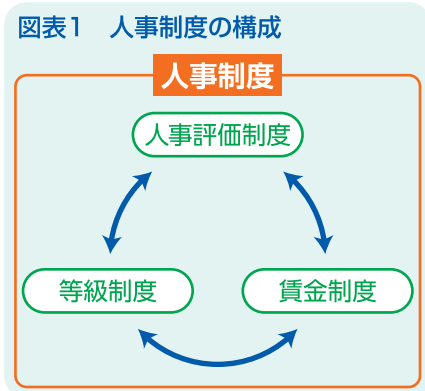 図表1　人事制度の構成
人事制度
人事評価制度
等級制度
賃金制度